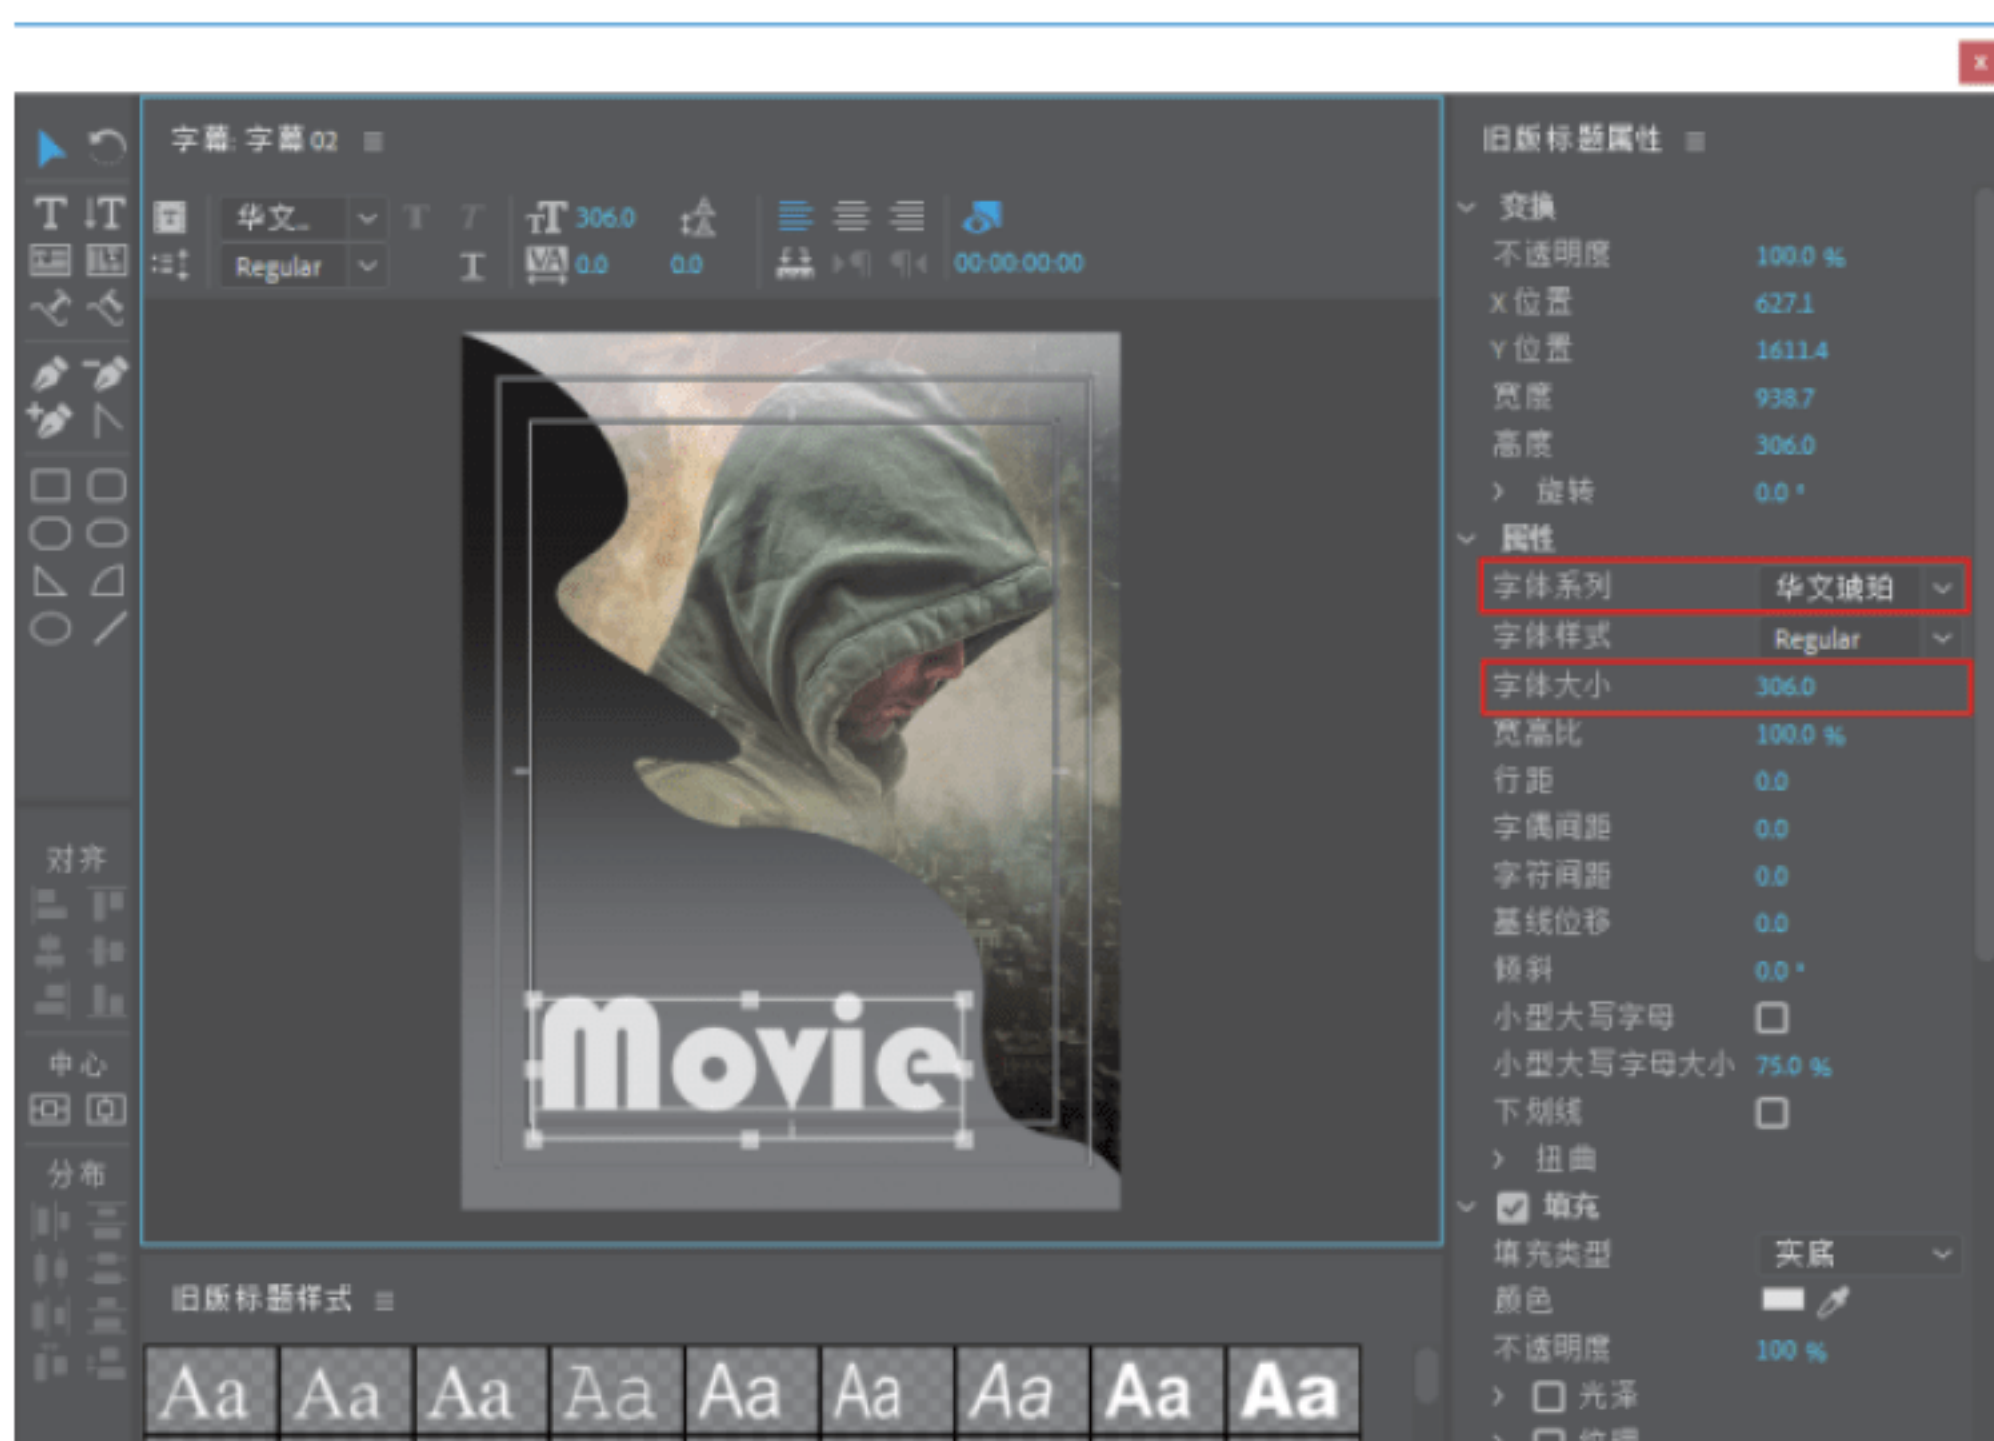 x
字幕: 字幕 02
华文... 306.0
Regular 0.0 0.0 00:00:00:00
Movie
对齐
中心
分布
旧版标题样式
Aa Aa Aa Aa Aa Aa Aa Aa Aa
旧版标题属性
变换
不透明度 100.0 %
X 位置 627.1
Y 位置 1611.4
宽度 938.7
高度 306.0
旋转 0.0 °
属性
字体系列 华文琥珀
字体样式 Regular
字体大小 306.0
宽高比 100.0 %
行距 0.0
字偶间距 0.0
字符间距 0.0
基线位移 0.0
倾斜 0.0 °
小型大写字母
小型大写字母大小 75.0 %
下划线
扭曲
填充
填充类型 实底
颜色
不透明度 100 %
光泽